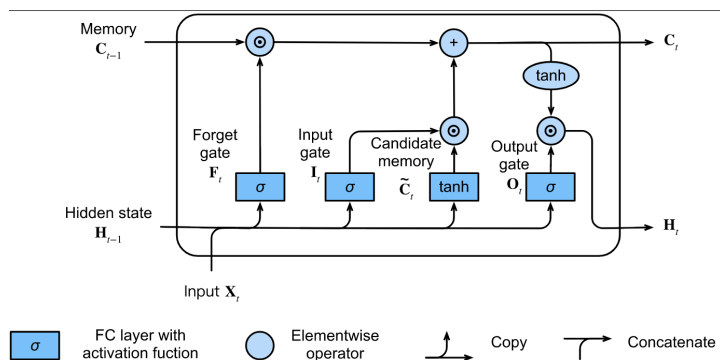 Memory
C_{t-1}
C_t
tanh
Forget
gate
F_t
Input
gate
I_t
Candidate
memory
C̃_t
Output
gate
O_t
σ
σ
tanh
σ
Hidden state
H_{t-1}
H_t
Input X_t
σ
FC layer with
activation fuction
Elementwise
operator
Copy
Concatenate